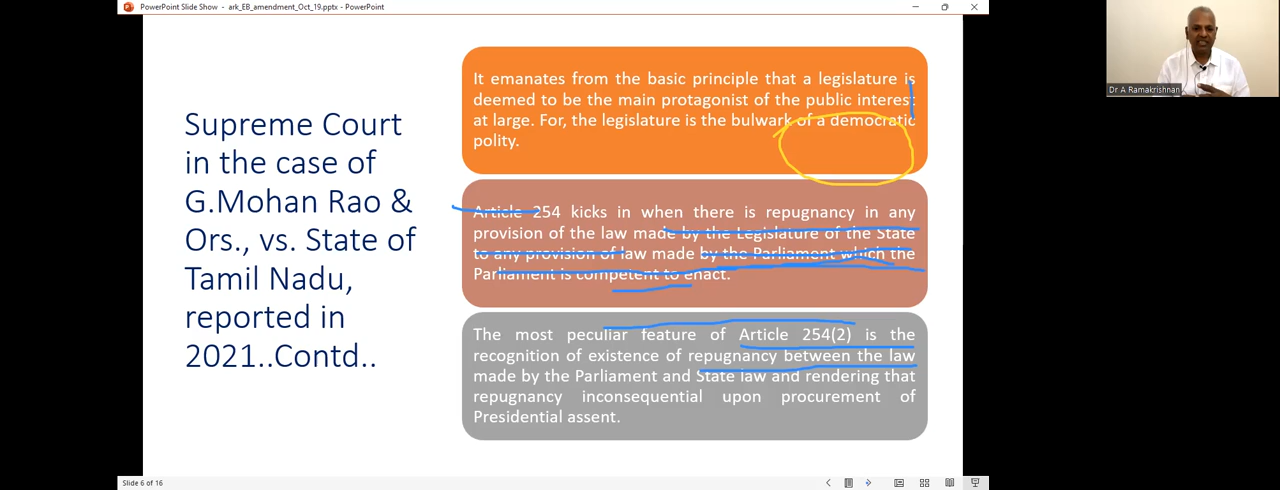 PowerPoint Slide Show - ark_EB_amendment_Oct_19.pptx - PowerPoint
Supreme Court
in the case of
G.Mohan Rao &
Ors., vs. State of
Tamil Nadu,
reported in
2021..Contd..
It emanates from the basic principle that a legislature is
deemed to be the main protagonist of the public interest
at large. For, the legislature is the bulwark of a democratic
polity.
Article 254 kicks in when there is repugnancy in any
provision of the law made by the Legislature of the State
to any provision of law made by the Parliament which the
Parliament is competent to enact.
The most peculiar feature of Article 254(2) is the
recognition of existence of repugnancy between the law
made by the Parliament and State law and rendering that
repugnancy inconsequential upon procurement of
Presidential assent.
Dr A Ramakrishnan
Slide 6 of 16